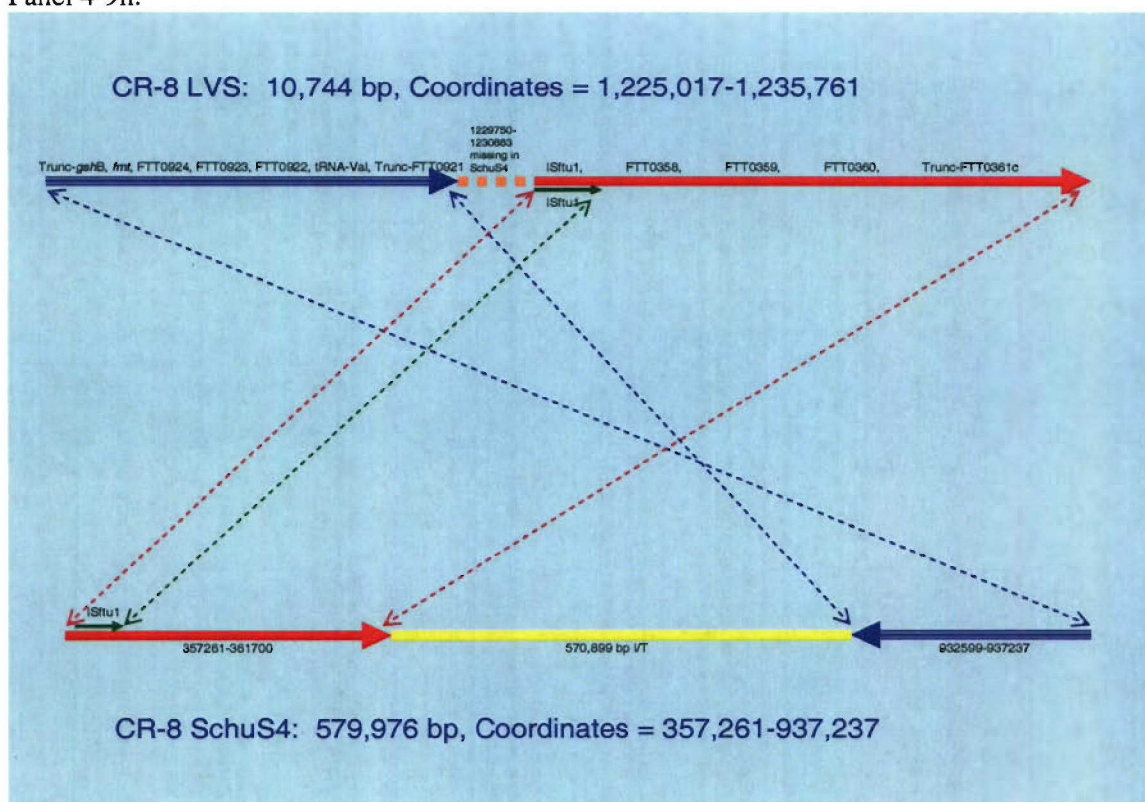 Panel 4-9h.
CR-8 LVS: 10,744 bp, Coordinates = 1,225,017-1,235,761
1229750-
1230883
missing in
SchuS4
Trunc-gshB, fmt, FTT0924, FTT0923, FTT0922, tRNA-Val, Trunc-FTT0921 ISftu1, FTT0358, FTT0359, FTT0360, Trunc-FTT0361c
ISftu1
ISftu1
357261-361700 570,899 bp I/T 932599-937237
CR-8 SchuS4: 579,976 bp, Coordinates = 357,261-937,237